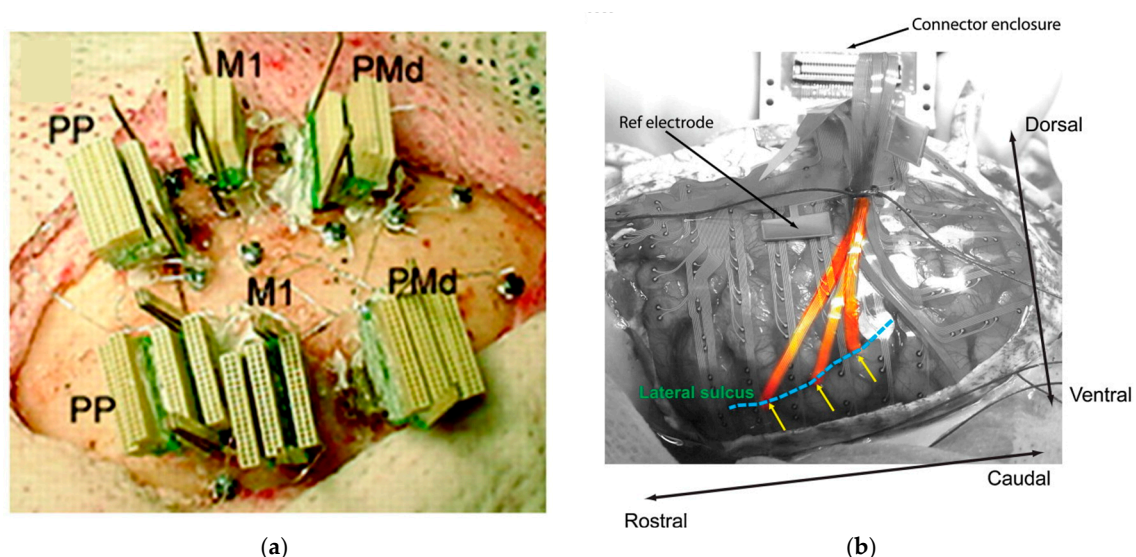 M1
PMd
PP
M1
PMd
PP
(a)
Connector enclosure
Ref electrode
Dorsal
Lateral sulcus
Ventral
Caudal
Rostral
(b)